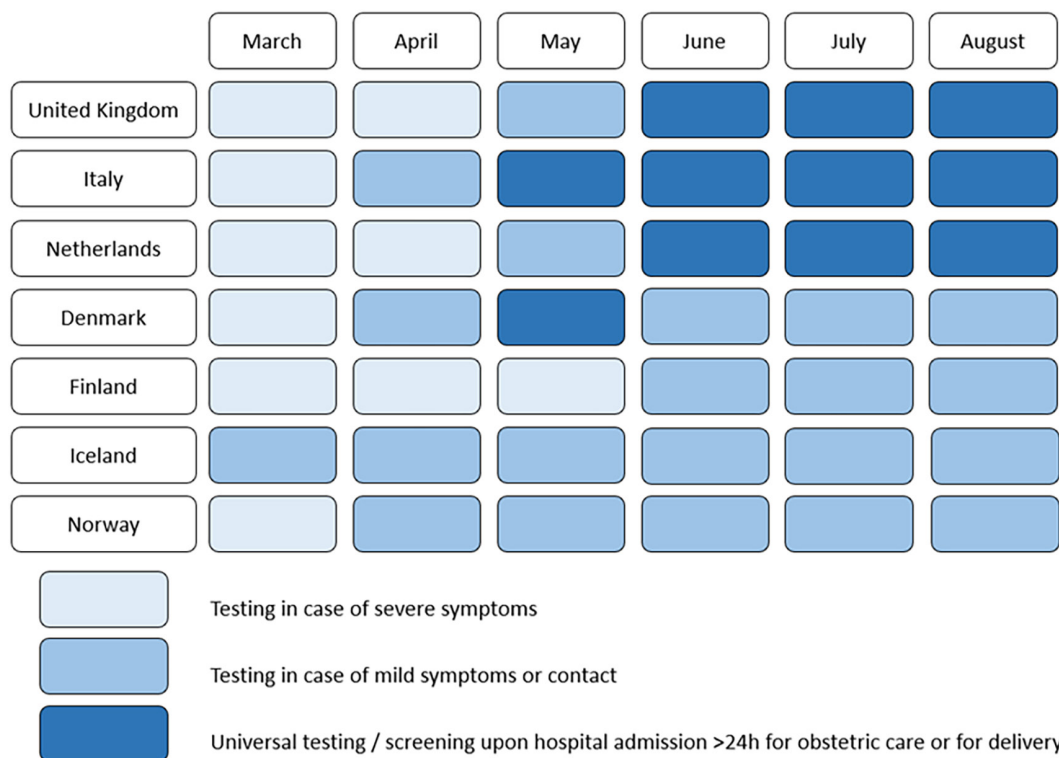 March April May June July August
United Kingdom
Italy
Netherlands
Denmark
Finland
Iceland
Norway
Testing in case of severe symptoms
Testing in case of mild symptoms or contact
Universal testing / screening upon hospital admission >24h for obstetric care or for delivery